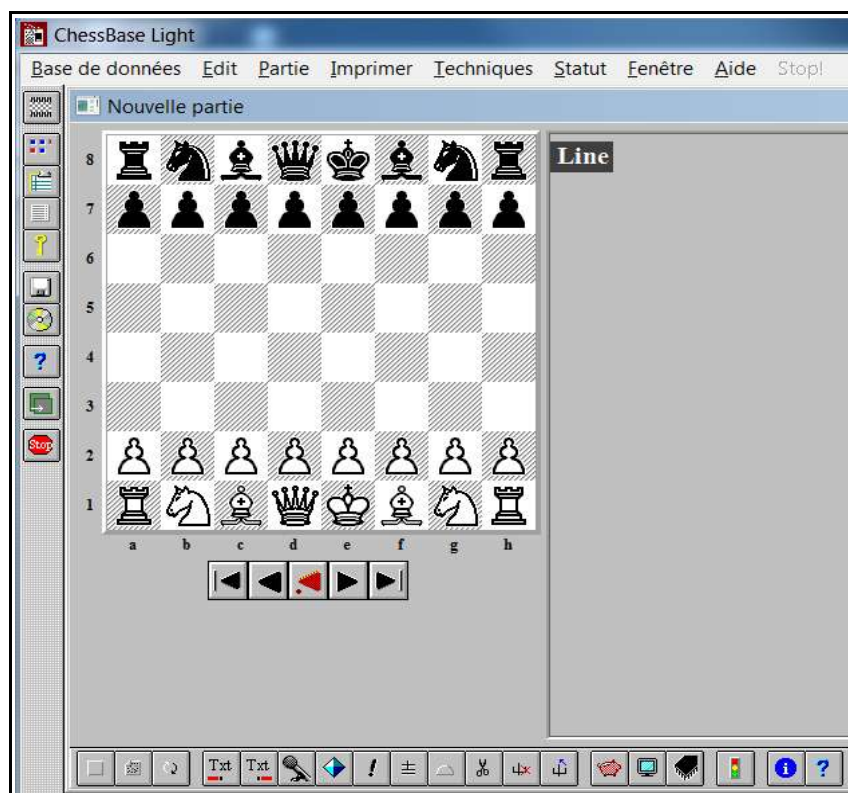 ChessBase Light
Base de données Edit Partie Imprimer Techniques Statut Fenêtre Aide Stop!
Nouvelle partie
8
Line
7
6
5
4
3
2
1
a b c d e f g h
?
Stop
Txt Txt ! ± i ?